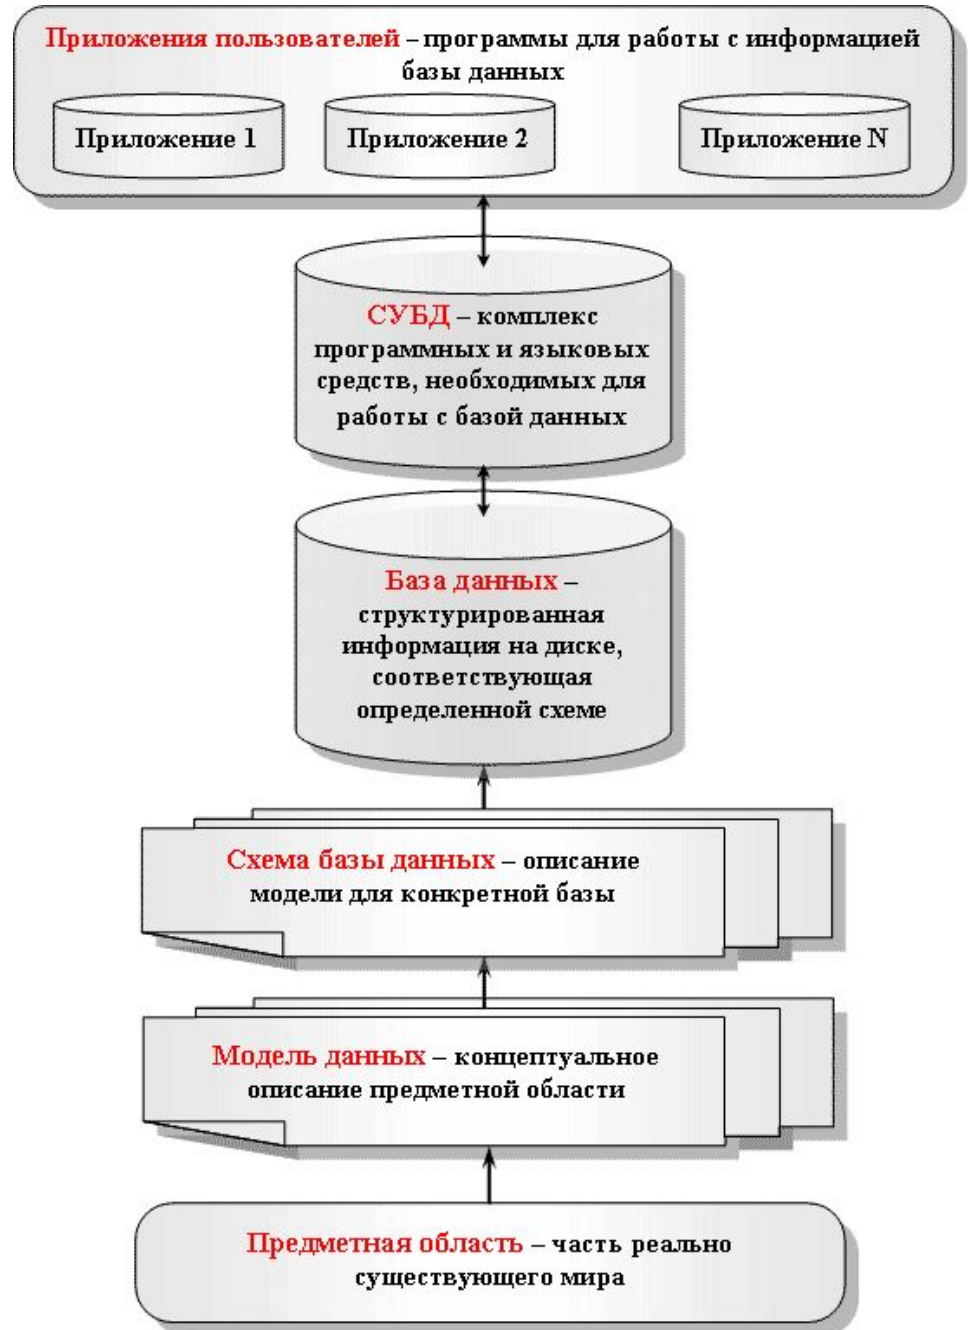 Приложения пользователей – программы для работы с информацией
базы данных
Приложение 1
Приложение 2
Приложение N
СУБД – комплекс
программных и языковых
средств, необходимых для
работы с базой данных
База данных –
структурированная
информация на диске,
соответствующая
определенной схеме
Схема базы данных – описание
модели для конкретной базы
Модель данных – концептуальное
описание предметной области
Предметная область – часть реально
существующего мира